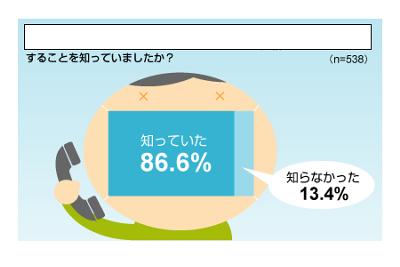 することを知っていましたか？
（n=538）
知っていた
86.6%
知らなかった
13.4%